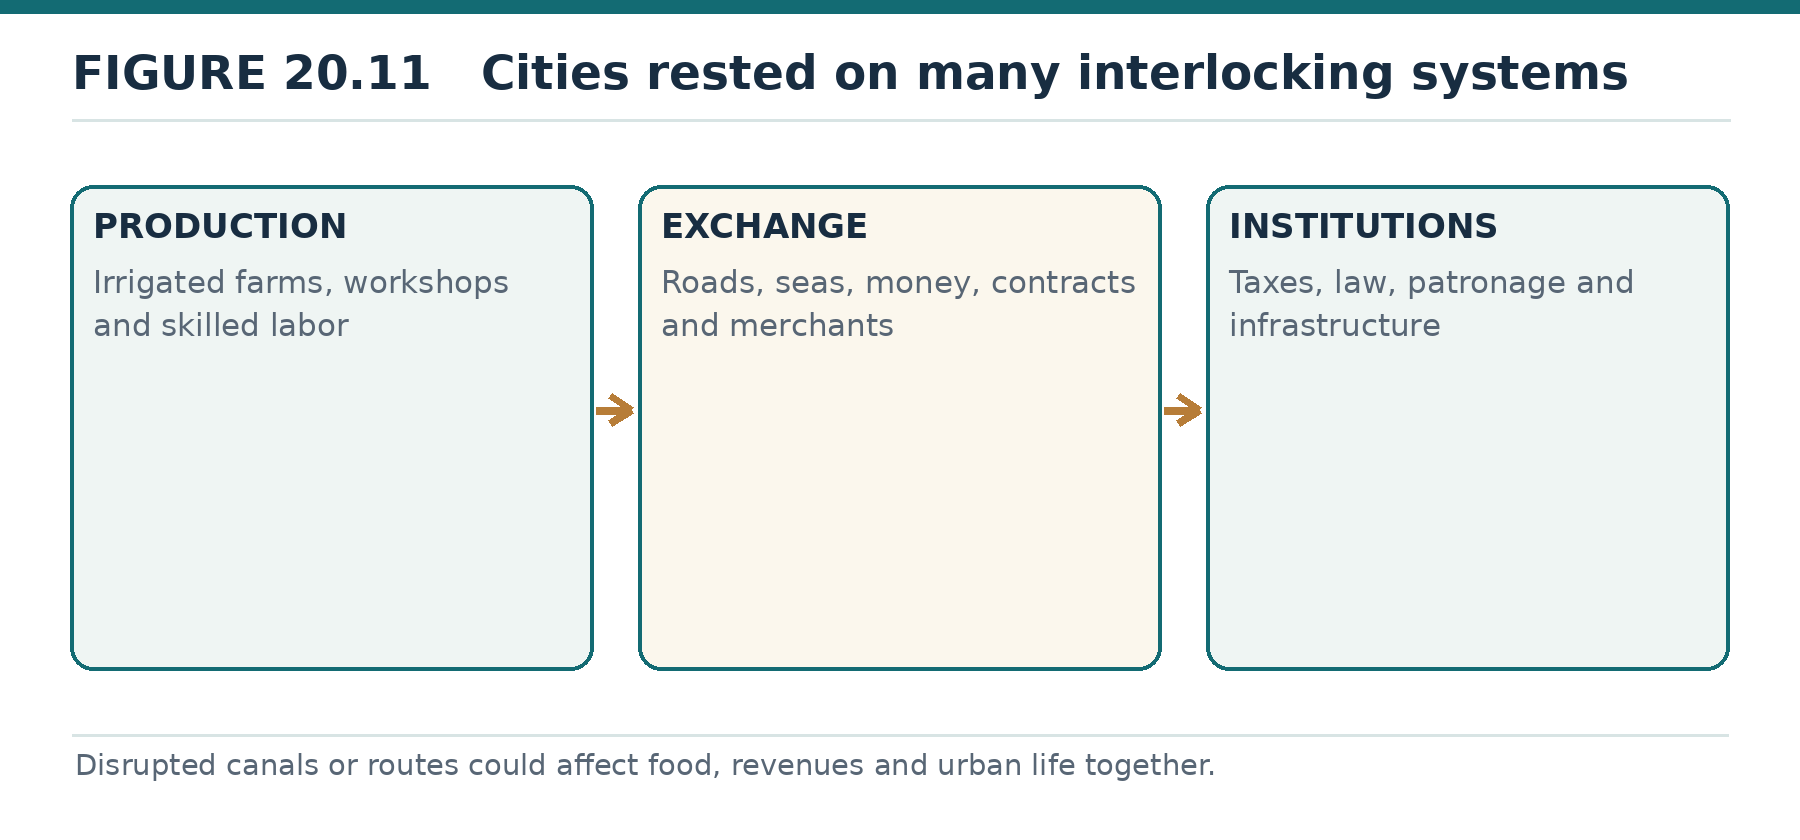 FIGURE 20.11 Cities rested on many interlocking systems
PRODUCTION
Irrigated farms, workshops
and skilled labor
EXCHANGE
Roads, seas, money, contracts
and merchants
INSTITUTIONS
Taxes, law, patronage and
infrastructure
Disrupted canals or routes could affect food, revenues and urban life together.